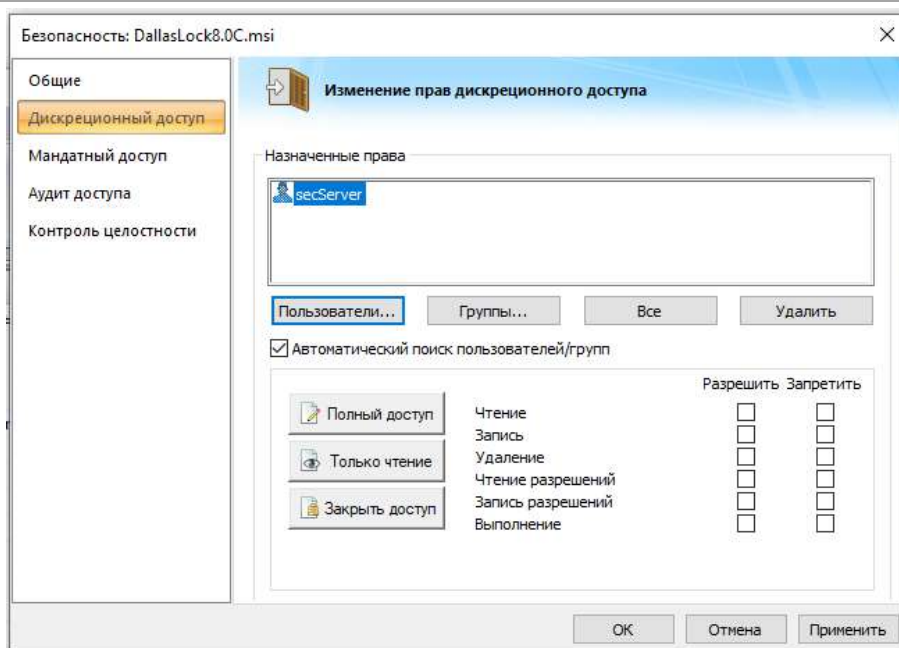 Безопасность: DallasLock8.0C.msi
Общие
Дискреционный доступ
Мандатный доступ
Аудит доступа
Контроль целостности
Изменение прав дискреционного доступа
Назначенные права
secServer
Пользователи... Группы... Все Удалить
Автоматический поиск пользователей/групп
Разрешить Запретить
Полный доступ
Только чтение
Закрыть доступ
Чтение
Запись
Удаление
Чтение разрешений
Запись разрешений
Выполнение
ОК Отмена Применить